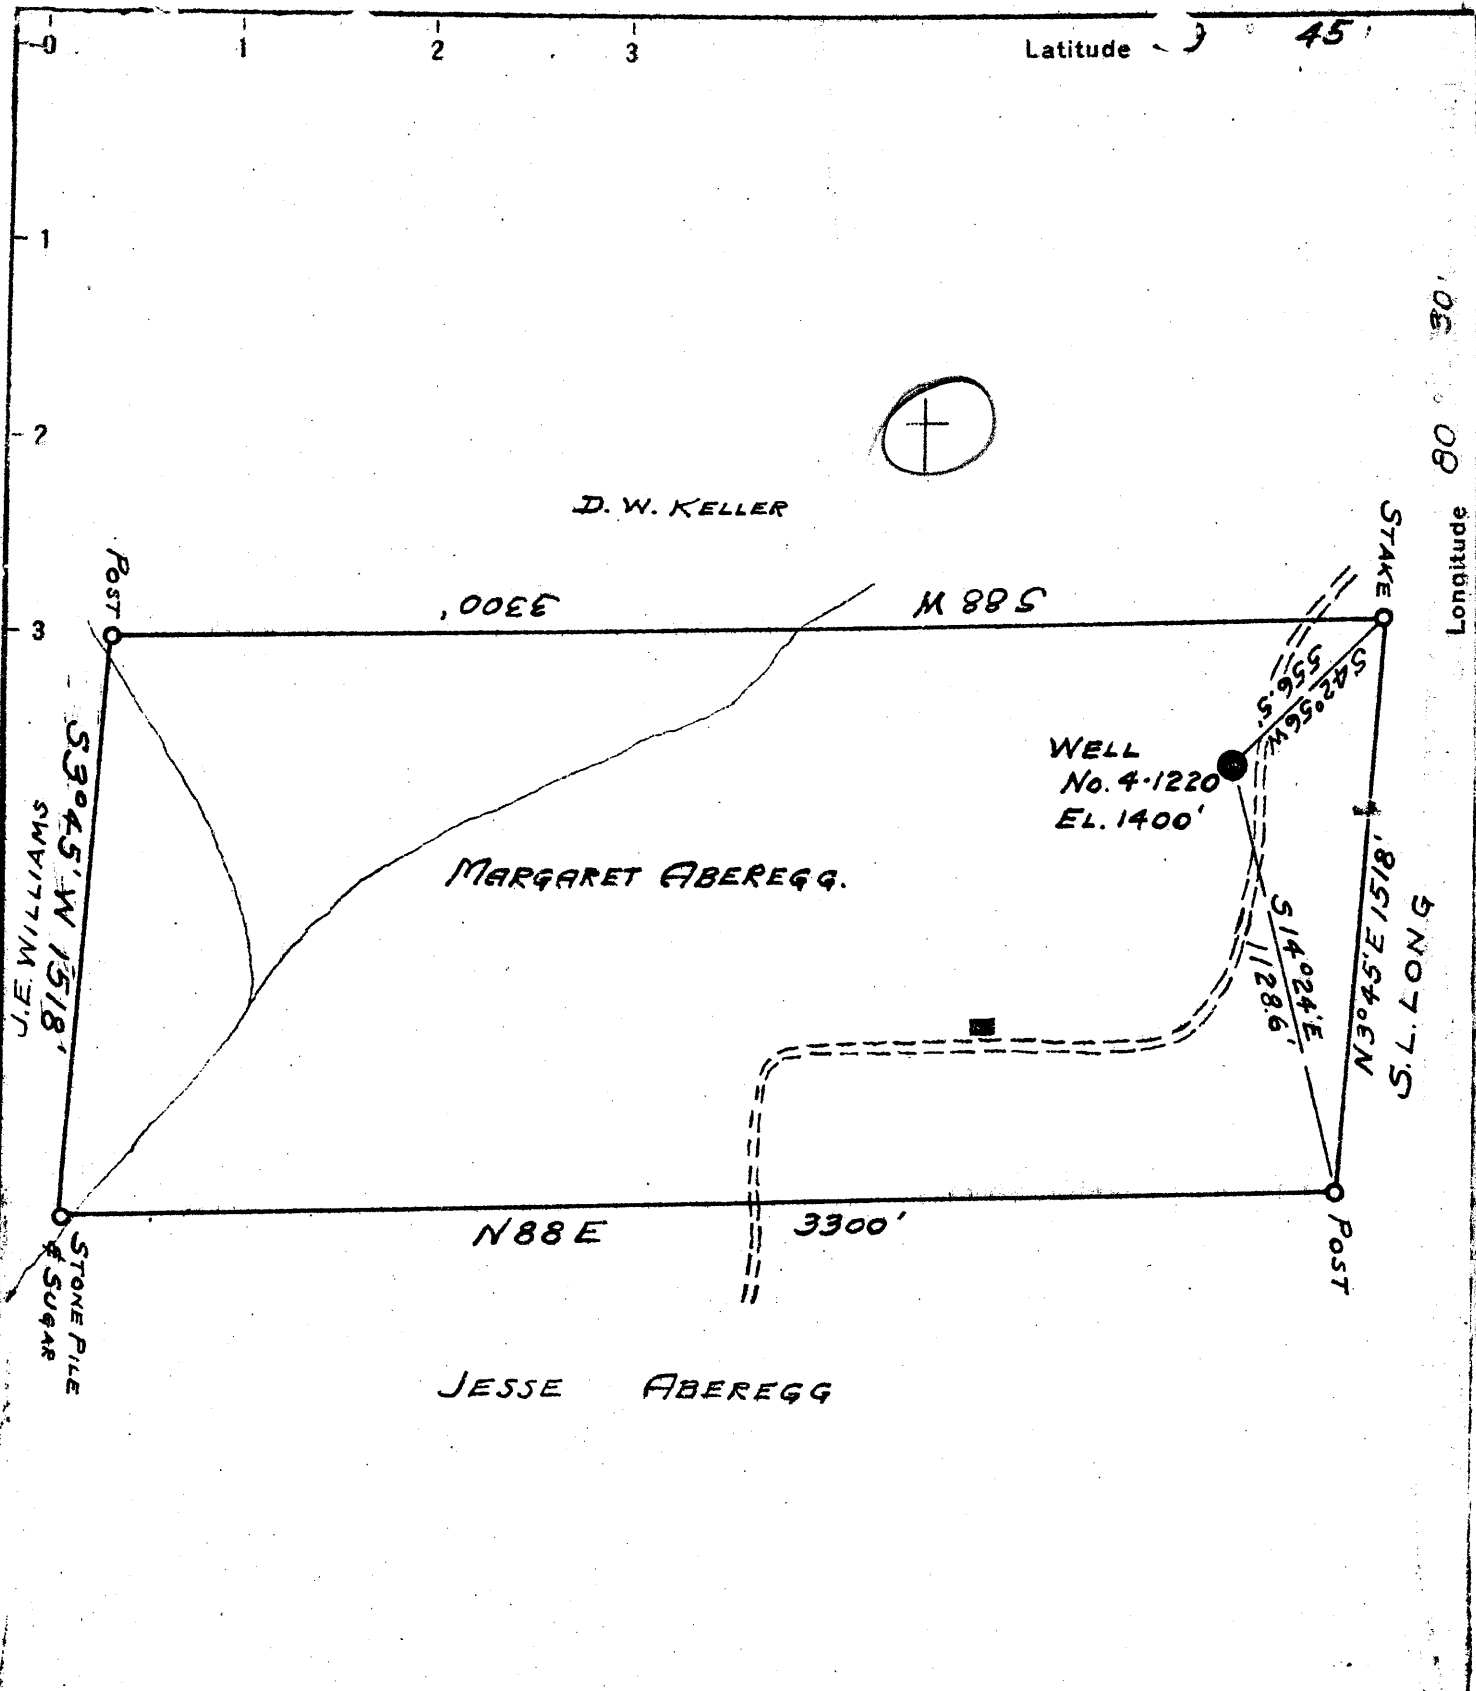 0 1 2 3 Latitude 45'
1
2
3
Longitude 80° 30'
D. W. KELLER
POST
3300'
S 88 W
STAKE
S 42° 56' W
556.5'
WELL
No. 4-1220
EL. 1400'
S 3° 45' W 1518'
J. E. WILLIAMS
MARGARET ABEREGG.
N 3° 45' E 1518'
S. L. LONG
S 14° 24' E
1128.6'
N 88 E 3300'
POST
STONE PILE
& SUGAR
JESSE ABEREGG